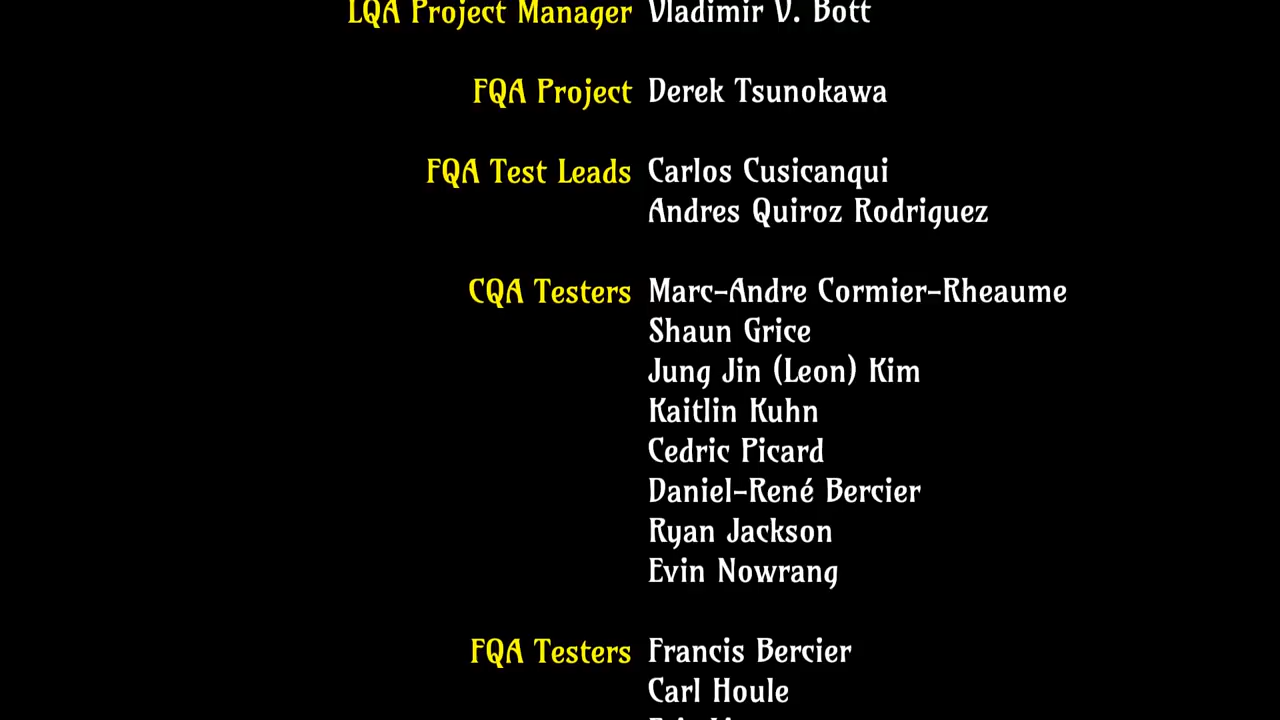 LQA Project Manager Vladimir V. Bott
FQA Project Derek Tsunokawa
FQA Test Leads Carlos Cusicanqui
Andres Quiroz Rodriguez
CQA Testers Marc-Andre Cormier-Rheaume
Shaun Grice
Jung Jin (Leon) Kim
Kaitlin Kuhn
Cedric Picard
Daniel-René Bercier
Ryan Jackson
Evin Nowrang
FQA Testers Francis Bercier
Carl Houle